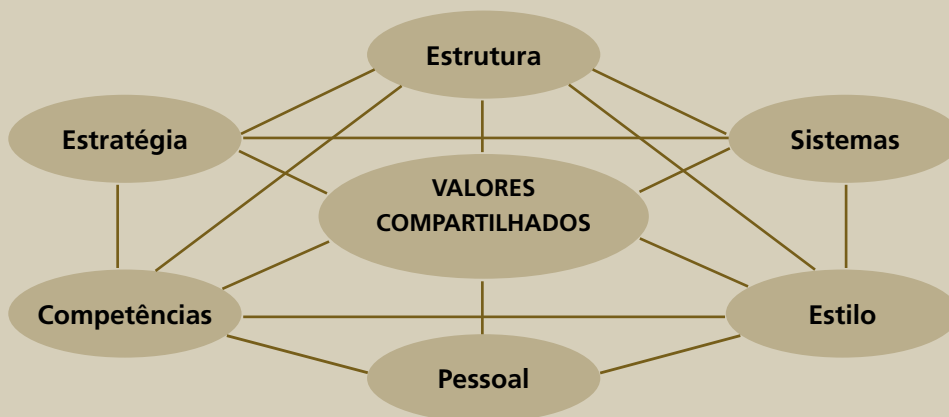 Estrutura
Estratégia
Sistemas
VALORES
COMPARTILHADOS
Competências
Estilo
Pessoal